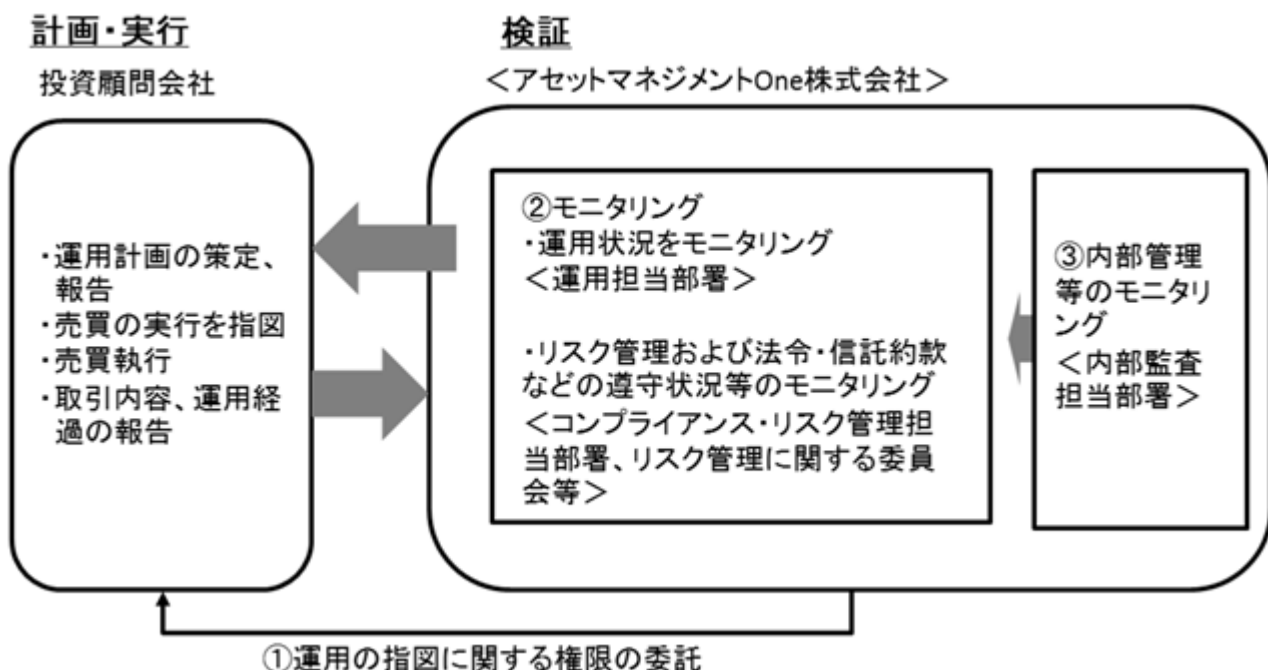 計画・実行
投資顧問会社
・運用計画の策定、
報告
・売買の実行を指図
・売買執行
・取引内容、運用経
過の報告
検証
＜アセットマネジメントOne株式会社＞
②モニタリング
・運用状況をモニタリング
＜運用担当部署＞
・リスク管理および法令・信託約款
などの遵守状況等のモニタリング
＜コンプライアンス・リスク管理担
当部署、リスク管理に関する委員
会等＞
③内部管理
等のモニタリ
ング
＜内部監査
担当部署＞
①運用の指図に関する権限の委託